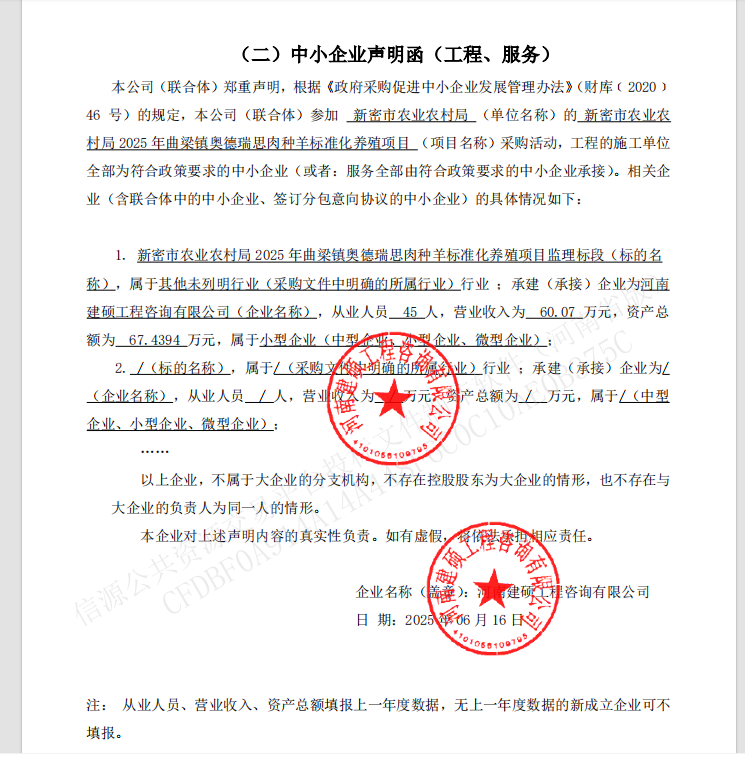 （二）中小企业声明函（工程、服务）
本公司（联合体）郑重声明，根据《政府采购促进中小企业发展管理办法》（财库﹝2020﹞
46 号）的规定，本公司（联合体）参加 新密市农业农村局 （单位名称）的 新密市农业农
村局 2025 年曲梁镇奥德瑞思肉种羊标准化养殖项目 （项目名称）采购活动，工程的施工单位
全部为符合政策要求的中小企业（或者：服务全部由符合政策要求的中小企业承接）。相关企
业（含联合体中的中小企业、签订分包意向协议的中小企业）的具体情况如下：
1. 新密市农业农村局 2025 年曲梁镇奥德瑞思肉种羊标准化养殖项目监理标段（标的名
称），属于其他未列明行业（采购文件中明确的所属行业）行业 ；承建（承接）企业为河南
建硕工程咨询有限公司（企业名称），从业人员 45 人，营业收入为 60.07 万元，资产总
额为 67.4394 万元，属于小型企业（中型企业、小型企业、微型企业）；
2. /（标的名称），属于/（采购文件中明确的所属行业）行业 ；承建（承接）企业为/
（企业名称），从业人员 / 人，营业收入为 / 万元，资产总额为 / 万元，属于/（中型
企业、小型企业、微型企业）；
……
以上企业，不属于大企业的分支机构，不存在控股股东为大企业的情形，也不存在与
大企业的负责人为同一人的情形。
本企业对上述声明内容的真实性负责。如有虚假，将依法承担相应责任。
企业名称（盖章）：河南建硕工程咨询有限公司
日 期：2025 年 06 月 16 日
河南建硕工程咨询有限公司
河南建硕工程咨询有限公司
注： 从业人员、营业收入、资产总额填报上一年度数据，无上一年度数据的新成立企业可不
填报。